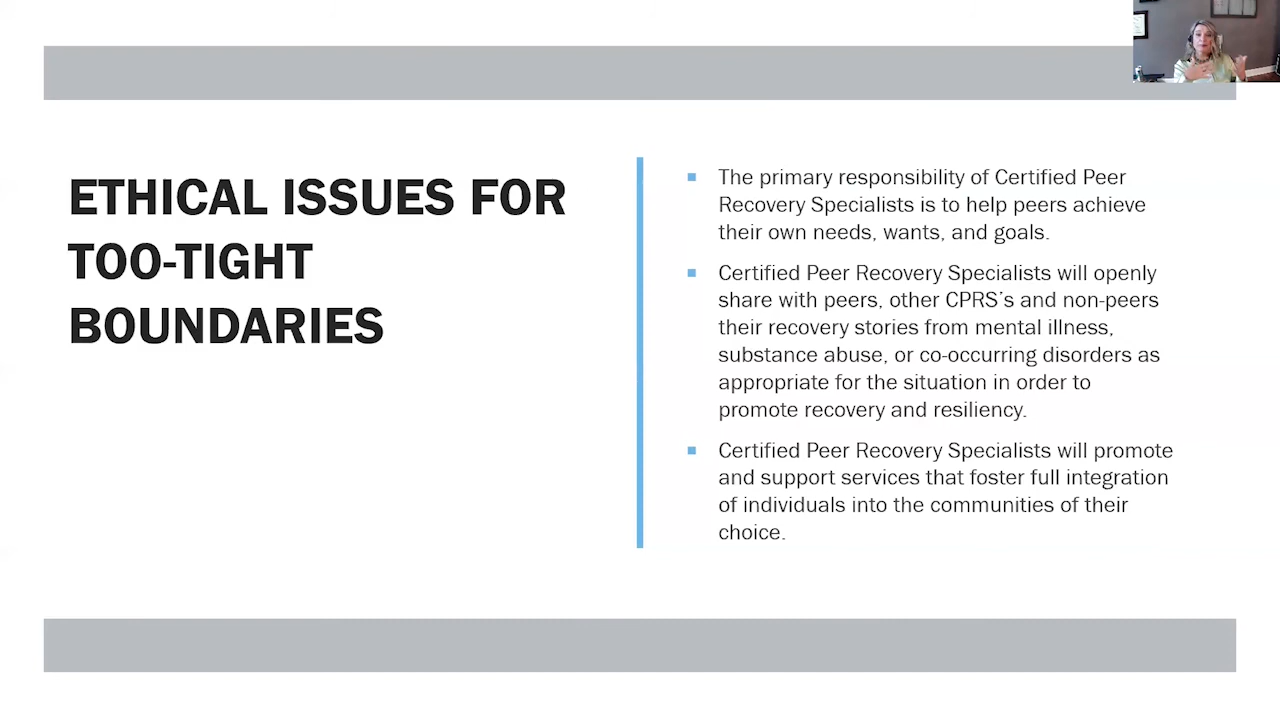 ETHICAL ISSUES FOR
TOO-TIGHT
BOUNDARIES
The primary responsibility of Certified Peer
Recovery Specialists is to help peers achieve
their own needs, wants, and goals.
Certified Peer Recovery Specialists will openly
share with peers, other CPRS's and non-peers
their recovery stories from mental illness,
substance abuse, or co-occurring disorders as
appropriate for the situation in order to
promote recovery and resiliency.
Certified Peer Recovery Specialists will promote
and support services that foster full integration
of individuals into the communities of their
choice.